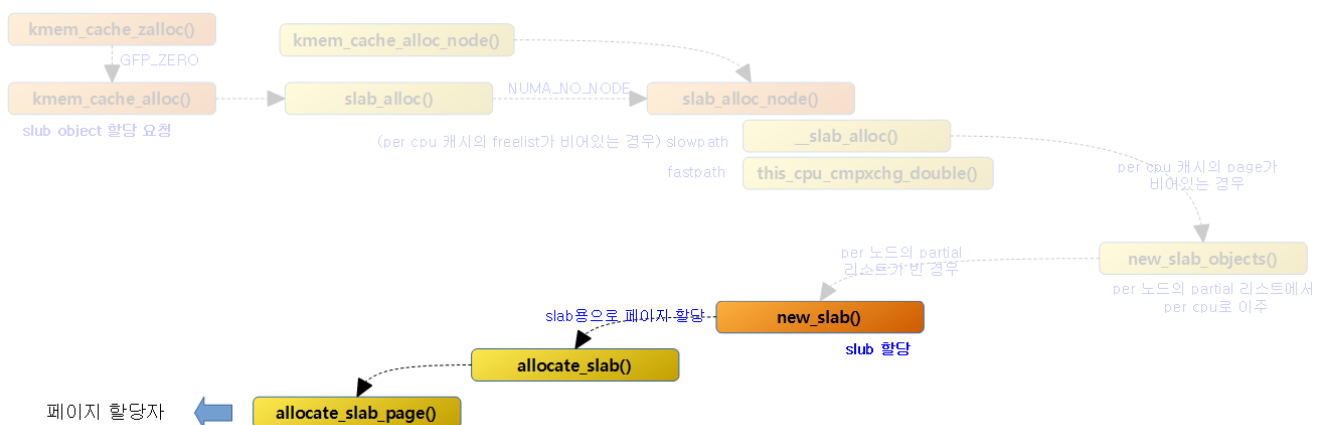 kmem_cache_zalloc()
kmem_cache_alloc_node()
GFP_ZERO
kmem_cache_alloc()
slab_alloc()
NUMA_NO_NODE
slab_alloc_node()
slub object 할당 요청
(per cpu 캐시의 freelist가 비어있는 경우) slowpath
__slab_alloc()
fastpath
this_cpu_cmpxchg_double()
per cpu 캐시의 page가
비어있는 경우
per 노드의 partial
리스트가 빈 경우
new_slab_objects()
per 노드의 partial 리스트에서
per cpu로 이주
slab용으로 페이지 할당
new_slab()
slub 할당
allocate_slab()
페이지 할당자
allocate_slab_page()